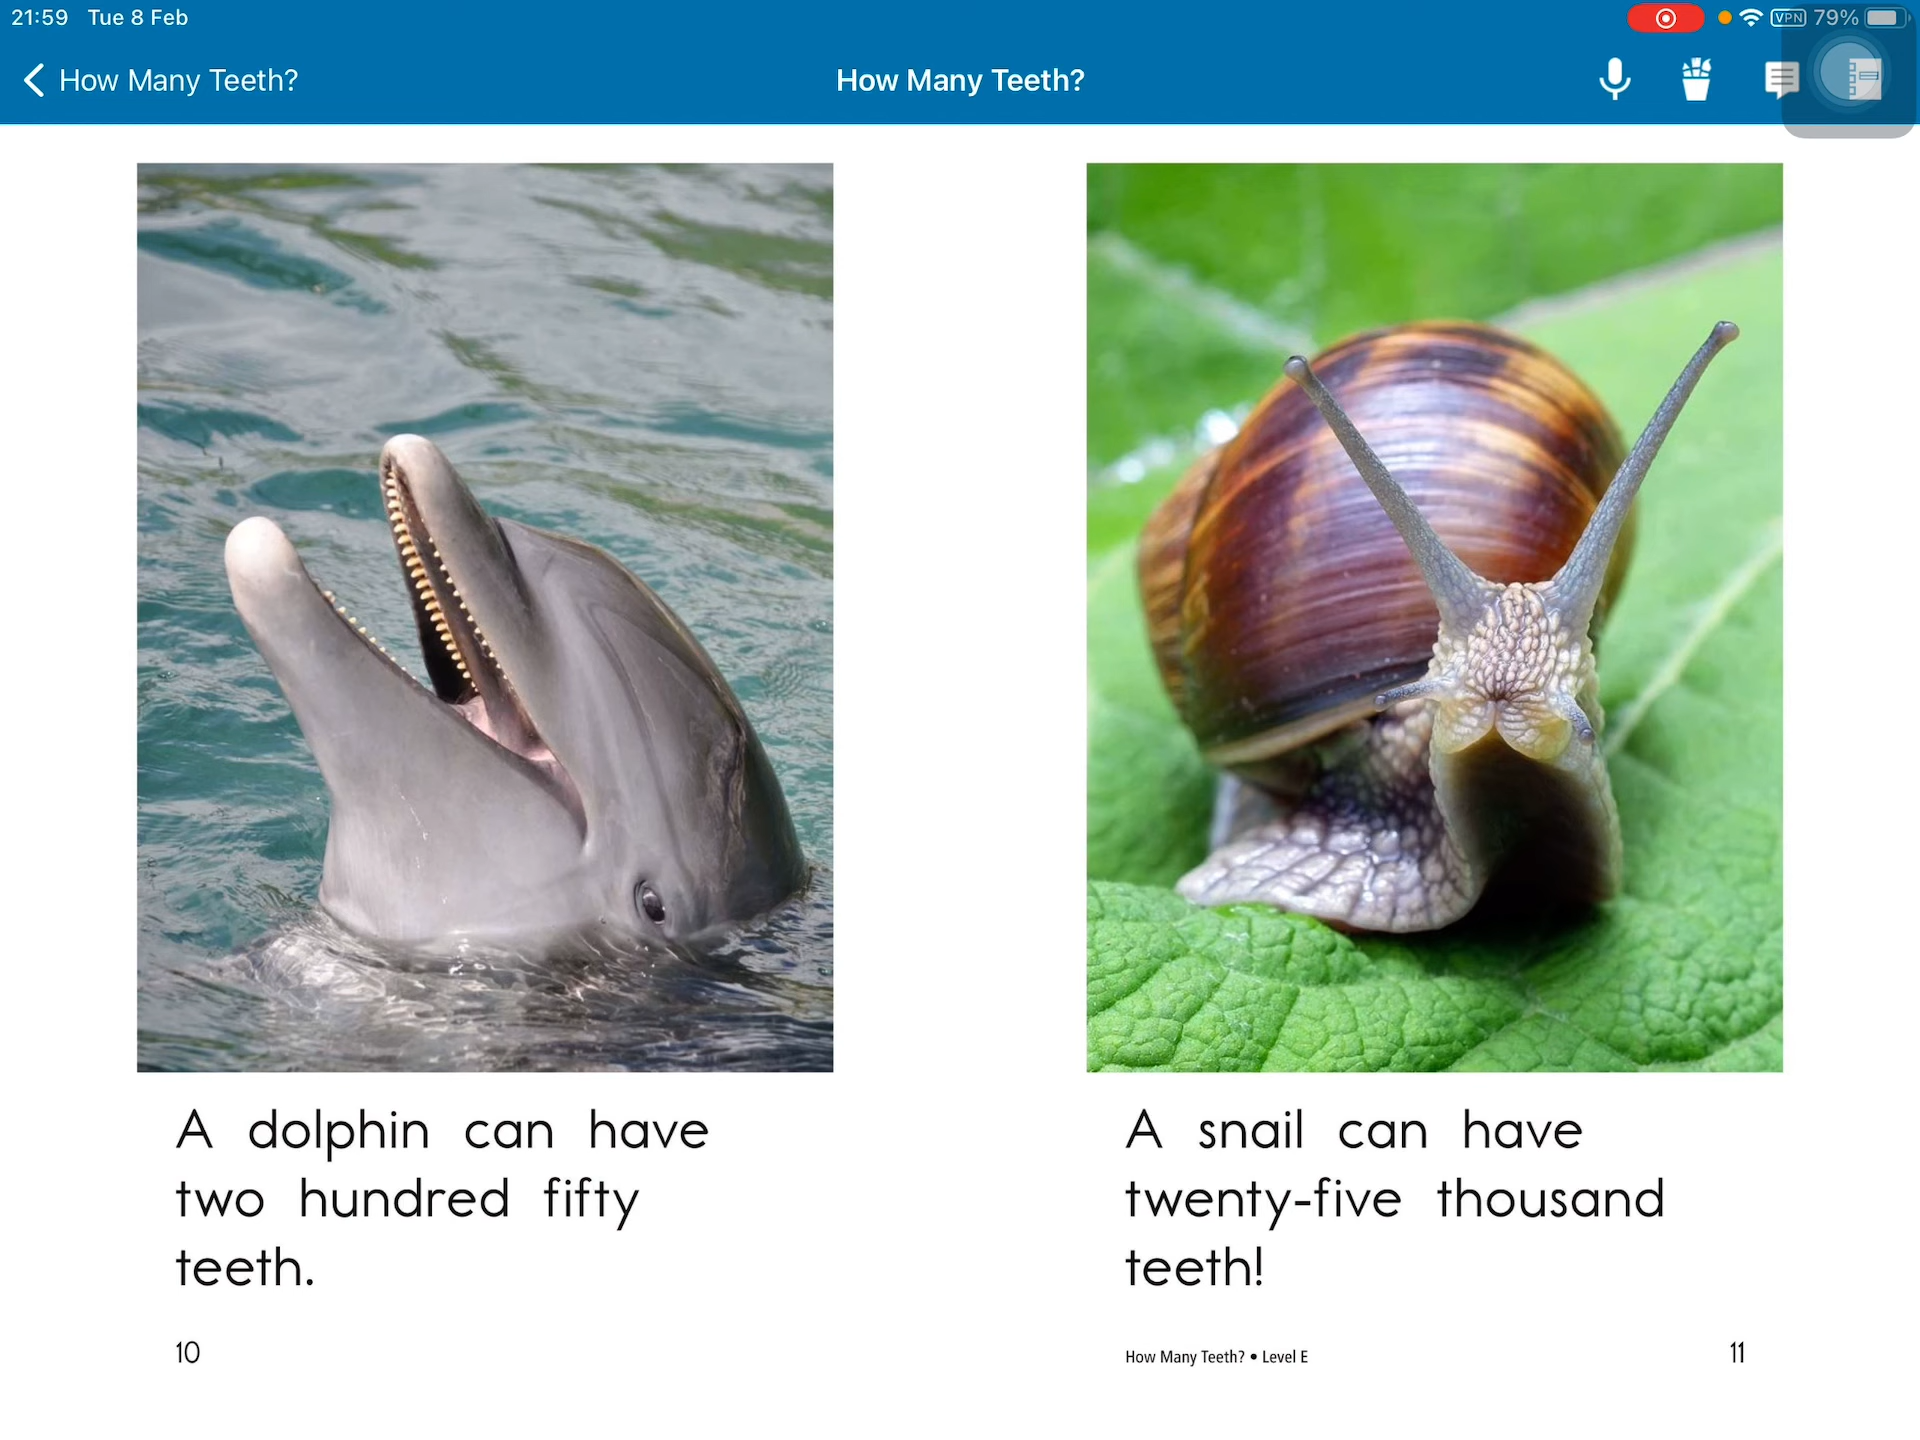 21:59 Tue 8 Feb
VPN 79%
How Many Teeth?
How Many Teeth?
A dolphin can have
two hundred fifty
teeth.
10
A snail can have
twenty-five thousand
teeth!
How Many Teeth? • Level E
11